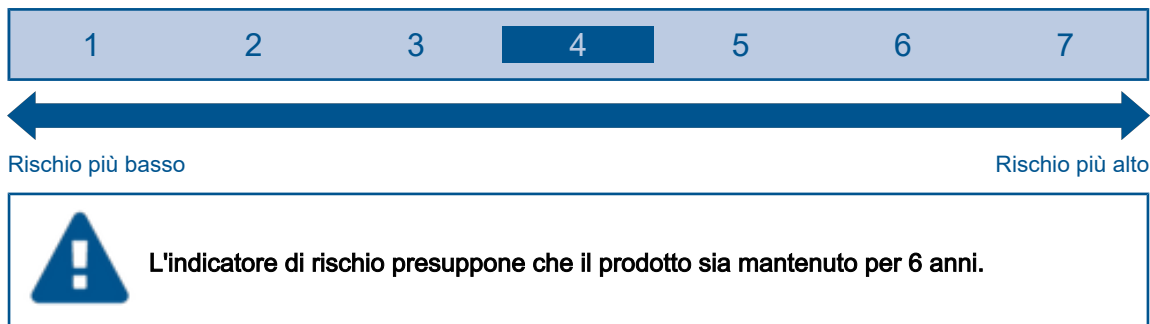 1 2 3 4 5 6 7
Rischio più basso Rischio più alto
L'indicatore di rischio presuppone che il prodotto sia mantenuto per 6 anni.